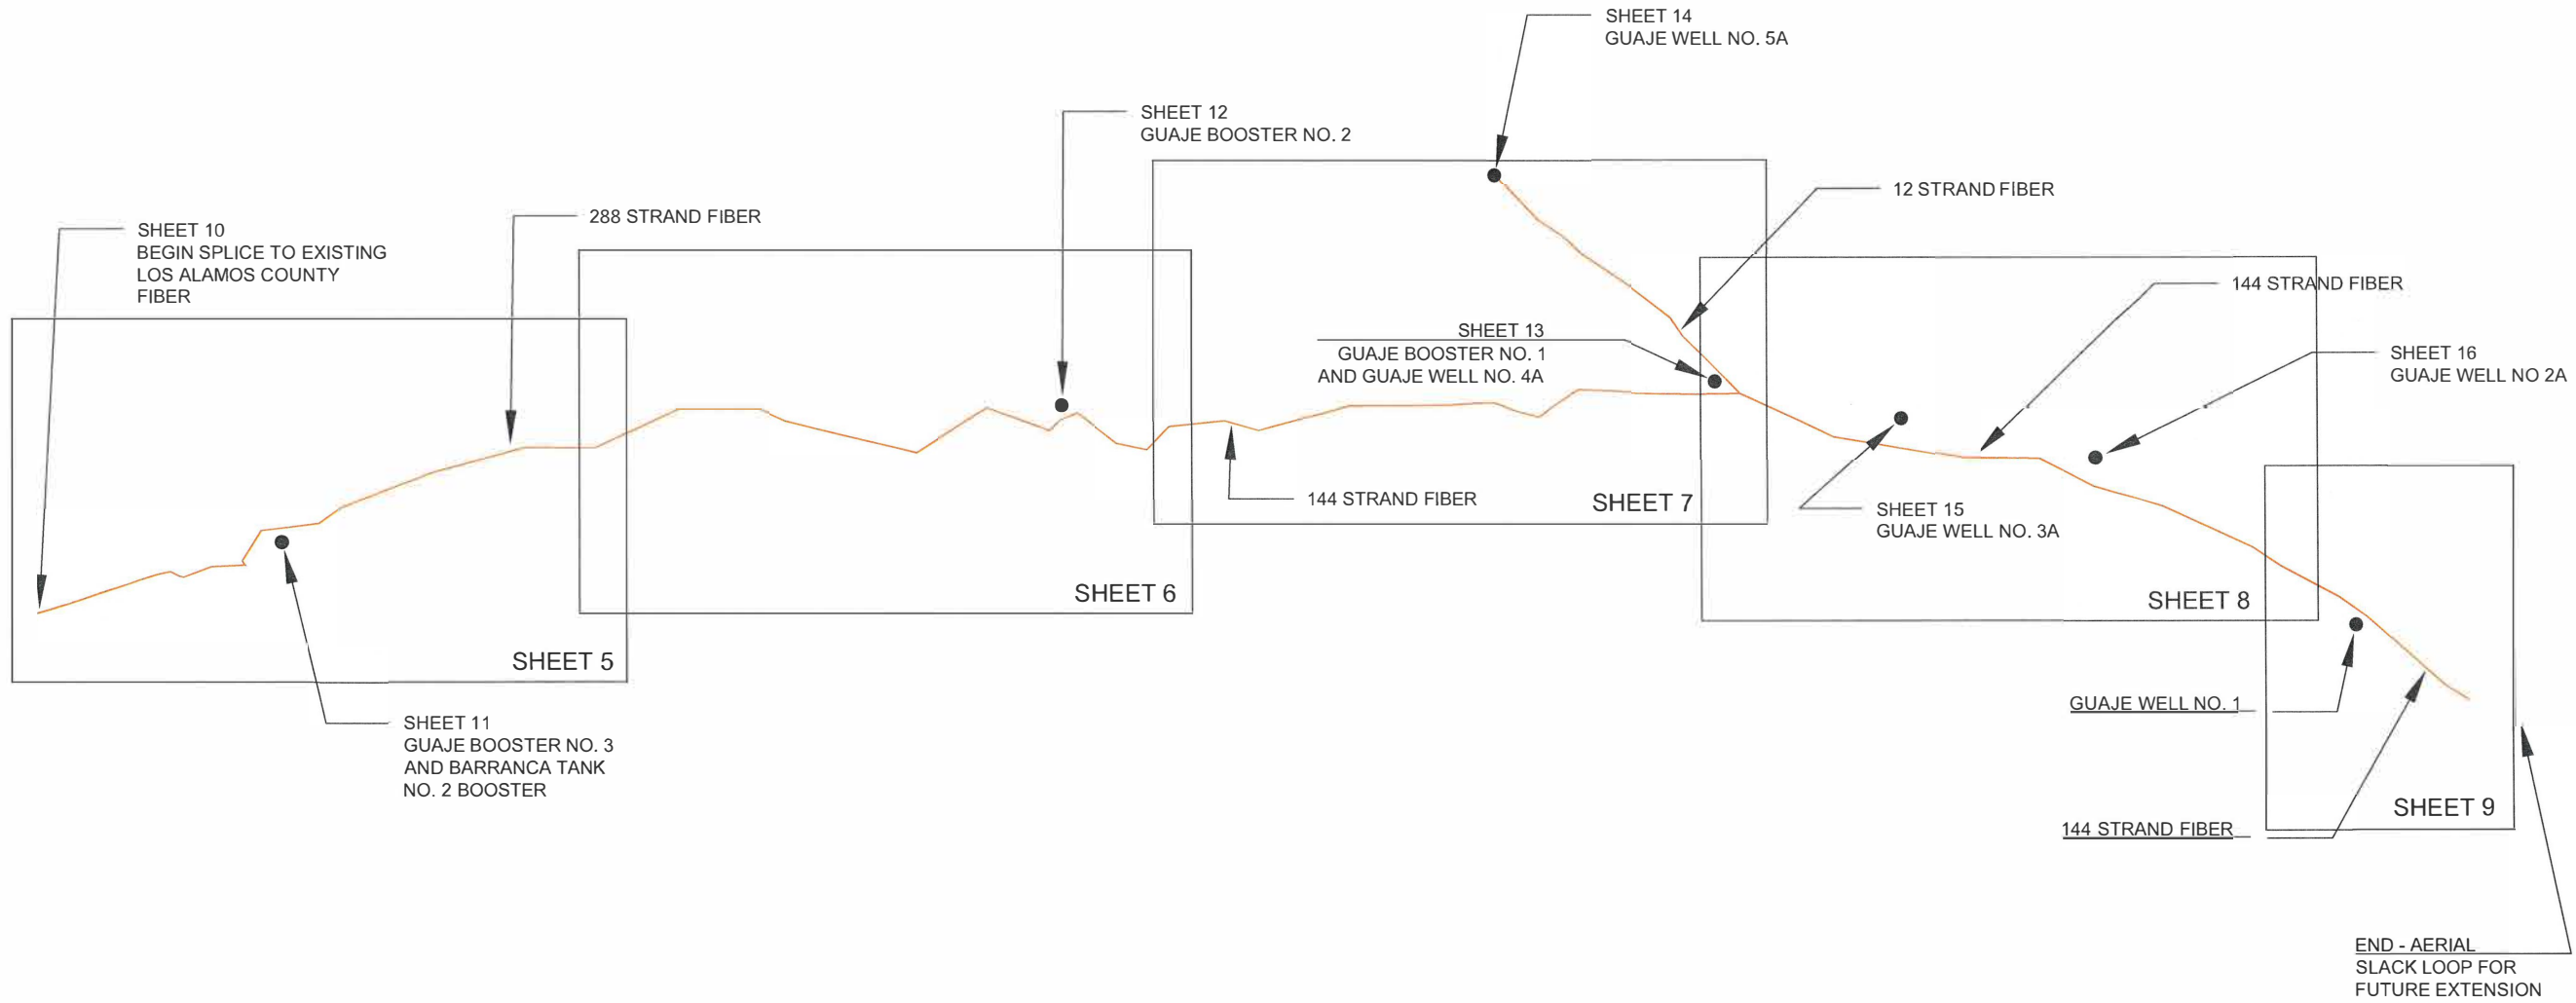 SHEET 14
GUAJE WELL NO. 5A
SHEET 12
GUAJE BOOSTER NO. 2
12 STRAND FIBER
288 STRAND FIBER
SHEET 10
BEGIN SPLICE TO EXISTING
LOS ALAMOS COUNTY
FIBER
144 STRAND FIBER
SHEET 13
GUAJE BOOSTER NO. 1
AND GUAJE WELL NO. 4A
SHEET 16
GUAJE WELL NO 2A
144 STRAND FIBER
SHEET 7
SHEET 15
GUAJE WELL NO. 3A
SHEET 6
SHEET 8
SHEET 5
GUAJE WELL NO. 1
SHEET 11
GUAJE BOOSTER NO. 3
AND BARRANCA TANK
NO. 2 BOOSTER
SHEET 9
144 STRAND FIBER
END - AERIAL
SLACK LOOP FOR
FUTURE EXTENSION